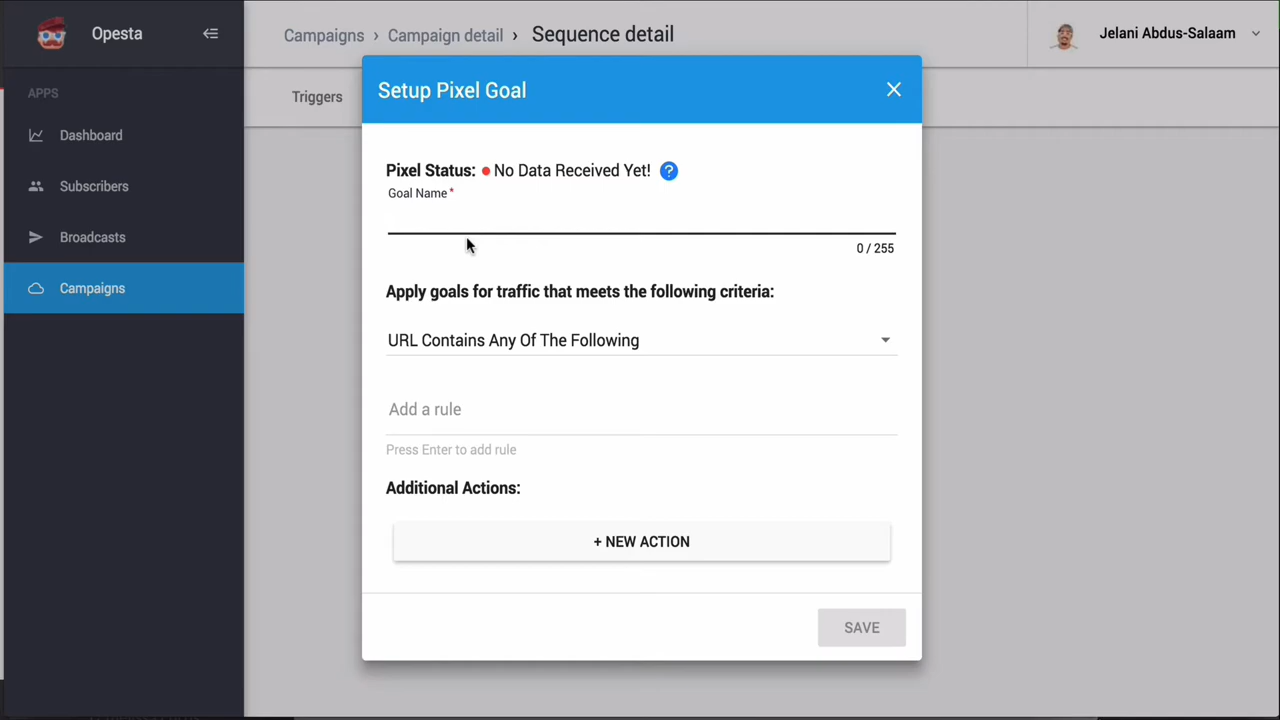 Opesta
Campaigns › Campaign detail › Sequence detail
Jelani Abdus-Salaam
APPS
Dashboard
Subscribers
Broadcasts
Campaigns
Triggers
Setup Pixel Goal
Pixel Status: No Data Received Yet! ?
Goal Name *
0 / 255
Apply goals for traffic that meets the following criteria:
URL Contains Any Of The Following
Add a rule
Press Enter to add rule
Additional Actions:
+ NEW ACTION
SAVE